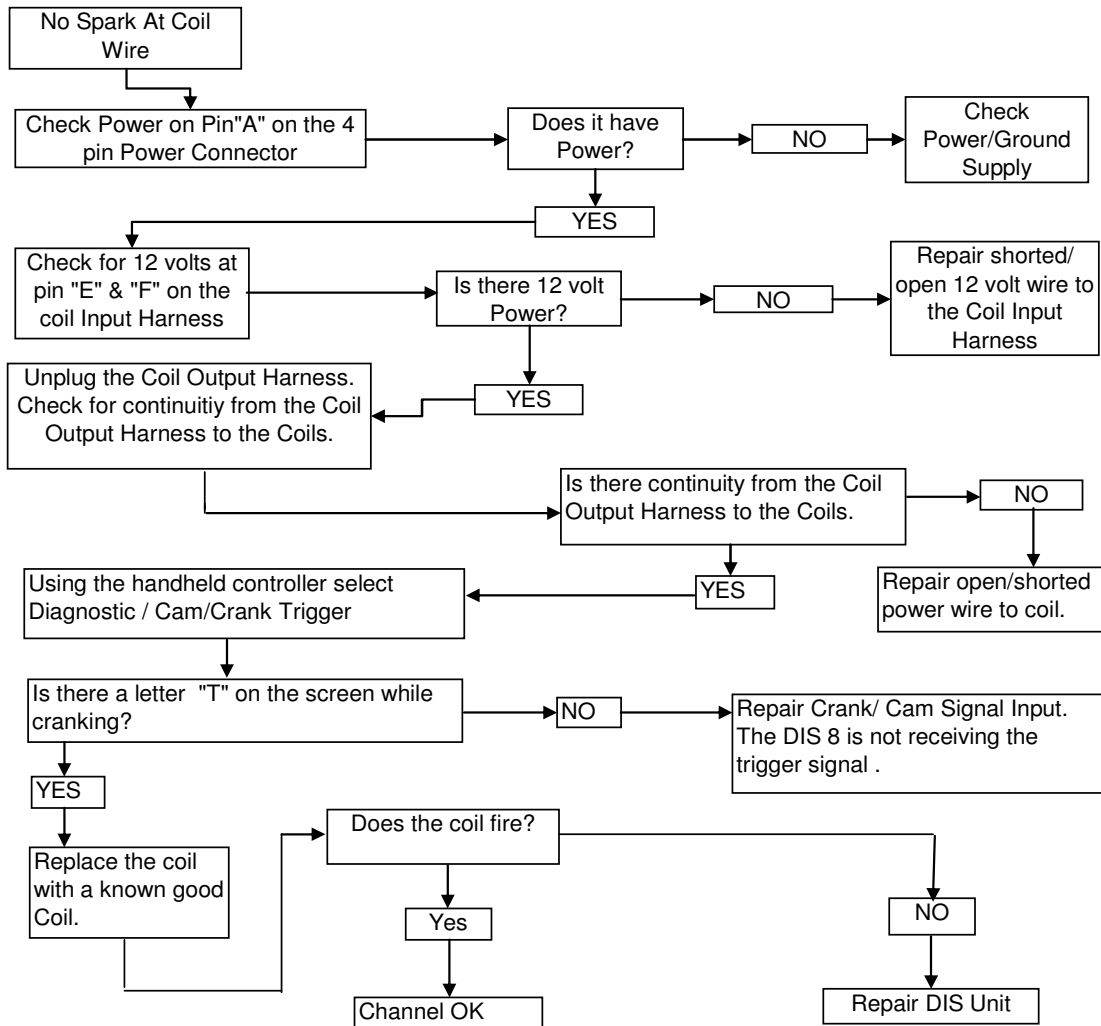 No Spark At Coil
Wire
Check Power on Pin"A" on the 4
pin Power Connector
Does it have
Power?
NO
Check
Power/Ground
Supply
YES
Check for 12 volts at
pin "E" & "F" on the
coil Input Harness
Is there 12 volt
Power?
NO
Repair shorted/
open 12 volt wire to
the Coil Input
Harness
YES
Unplug the Coil Output Harness.
Check for continuitiy from the Coil
Output Harness to the Coils.
Is there continuity from the Coil
Output Harness to the Coils.
NO
YES
Repair open/shorted
power wire to coil.
Using the handheld controller select
Diagnostic / Cam/Crank Trigger
Is there a letter "T" on the screen while
cranking?
NO
Repair Crank/ Cam Signal Input.
The DIS 8 is not receiving the
trigger signal .
YES
Replace the coil
with a known good
Coil.
Does the coil fire?
Yes
NO
Channel OK
Repair DIS Unit